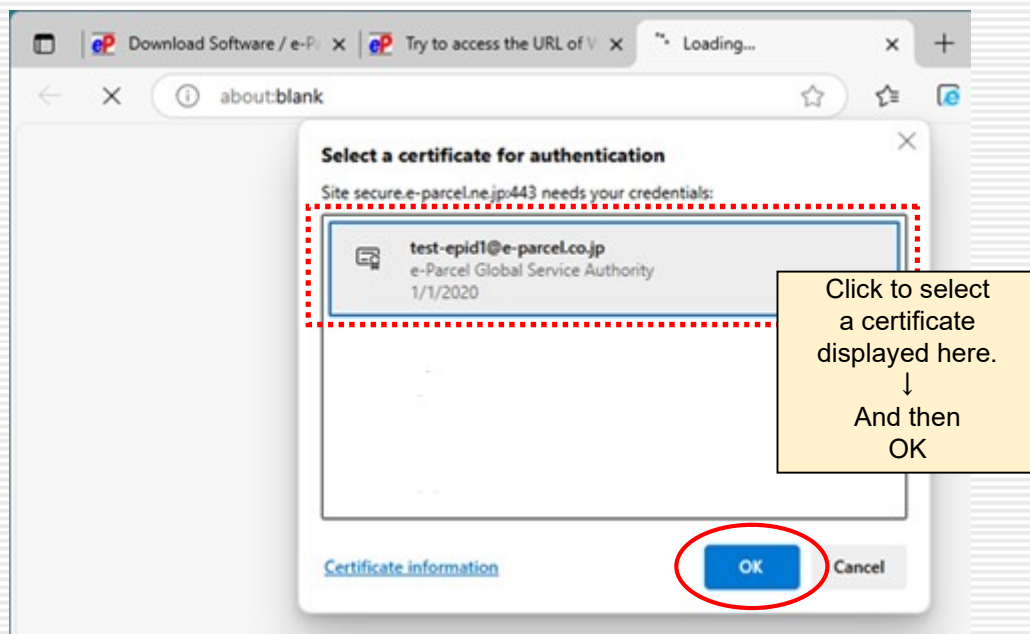 eP Download Software / e-P
eP Try to access the URL of V
Loading...
about:blank
Select a certificate for authentication
Site secure.e-parcel.ne.jp:443 needs your credentials:
test-epid1@e-parcel.co.jp
e-Parcel Global Service Authority
1/1/2020
Click to select
a certificate
displayed here.
↓
And then
OK
Certificate information
OK
Cancel